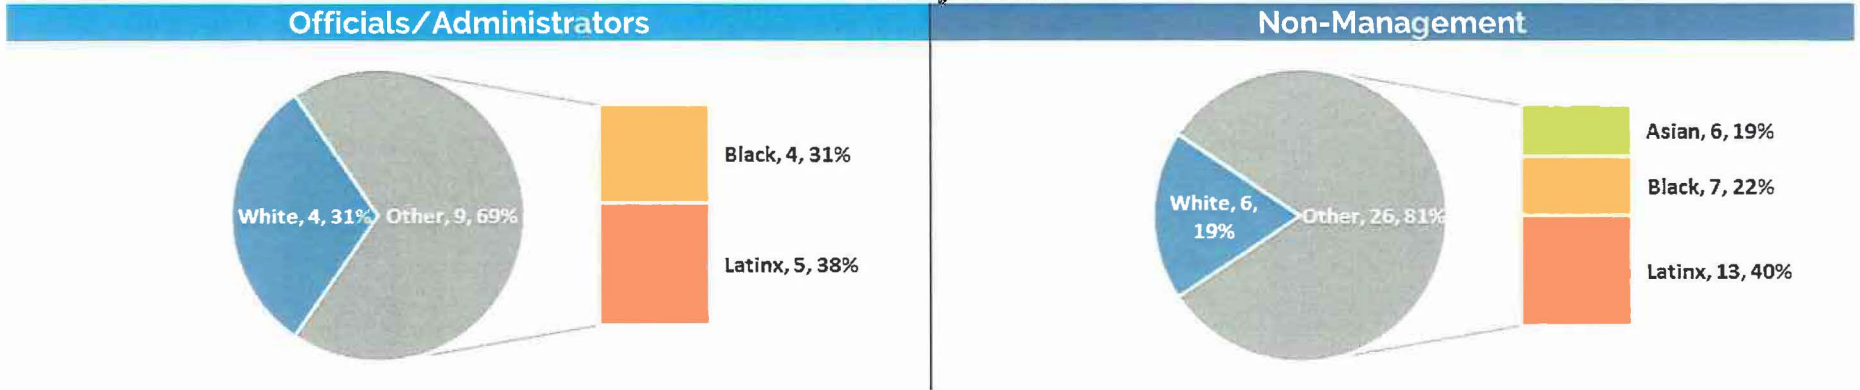 Officials/Administrators
White, 4, 31%
Other, 9, 69%
Black, 4, 31%
Latinx, 5, 38%
Non-Management
White, 6,
19%
Other, 26, 81%
Asian, 6, 19%
Black, 7, 22%
Latinx, 13, 40%